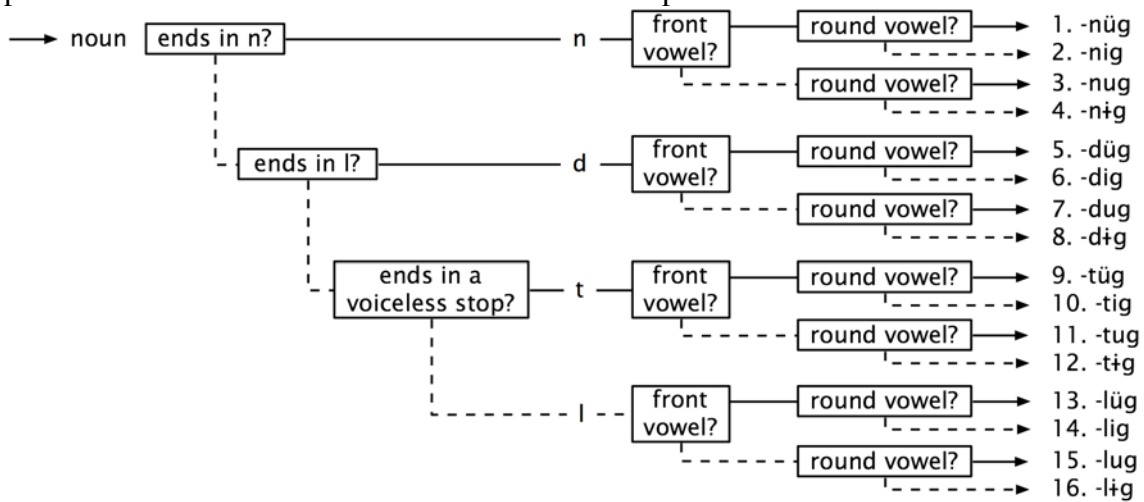 noun
ends in n?
n
front
vowel?
round vowel?
1. -nüg
2. -nig
round vowel?
3. -nug
4. -nɨg
ends in l?
d
front
vowel?
round vowel?
5. -düg
6. -dig
round vowel?
7. -dug
8. -dɨg
ends in a
voiceless stop?
t
front
vowel?
round vowel?
9. -tüg
10. -tig
round vowel?
11. -tug
12. -tɨg
l
front
vowel?
round vowel?
13. -lüg
14. -lig
round vowel?
15. -lug
16. -lɨg